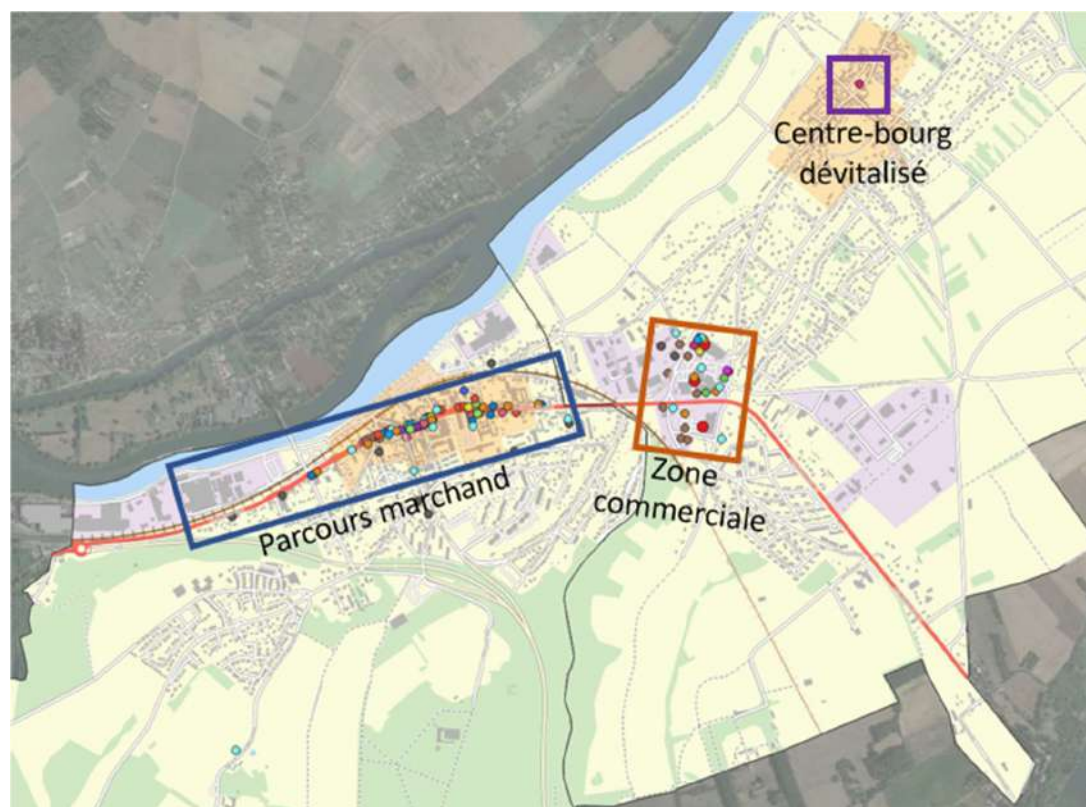 Centre-bourg
dévitalisé
Zone
commerciale
Parcours marchand